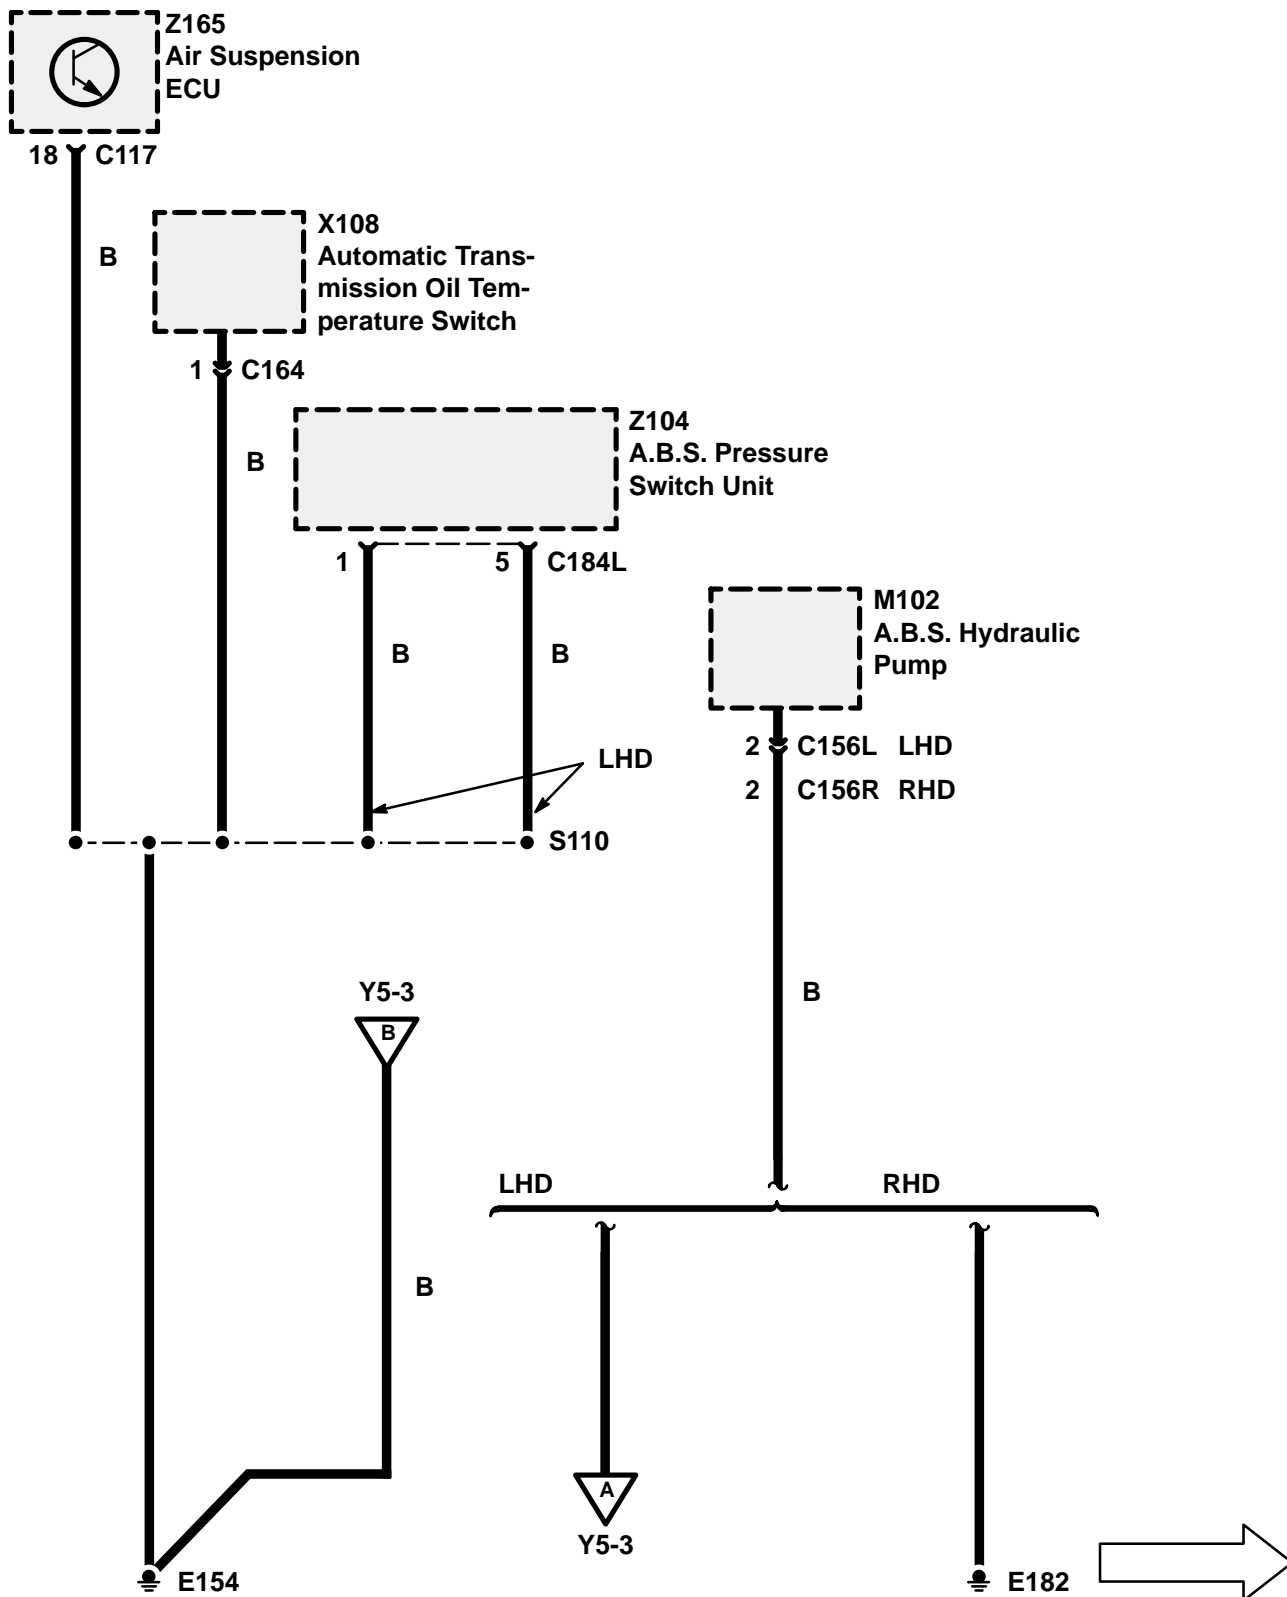 Z165
Air Suspension
ECU
18 C117
B
X108
Automatic Trans-
mission Oil Tem-
perature Switch
1 C164
B
Z104
A.B.S. Pressure
Switch Unit
1 5 C184L
B B
M102
A.B.S. Hydraulic
Pump
2 C156L LHD
2 C156R RHD
LHD
S110
B
Y5-3
B
LHD RHD
B
A
Y5-3
E154
E182